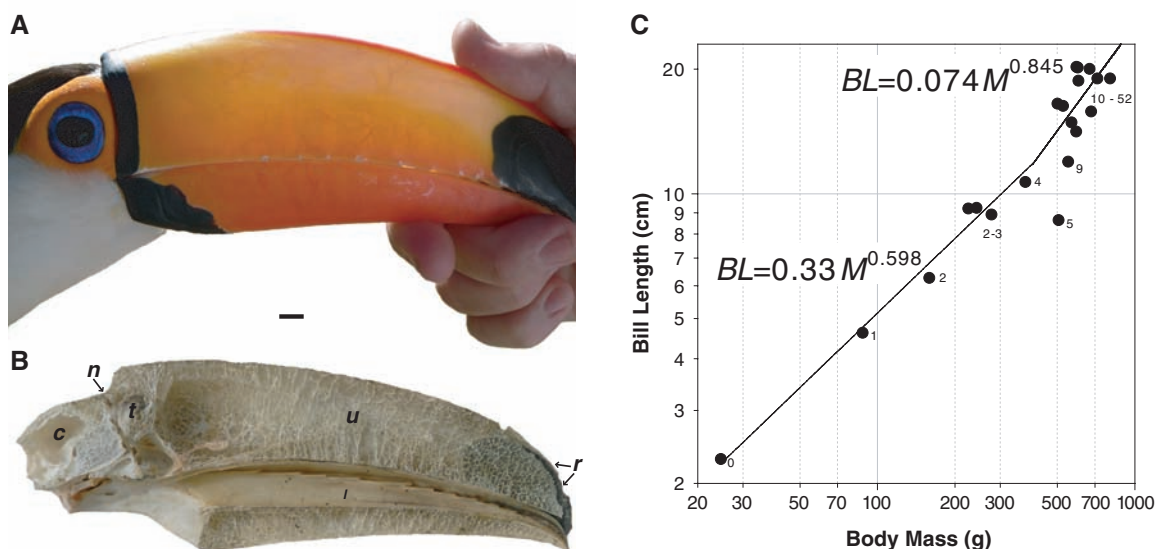 A
B
n
t
c
u
r
l
C
BL=0.074M^0.845
BL=0.33M^0.598
10 - 52
9
4
5
2-3
2
1
0
20
10
9
8
7
6
5
4
3
2
Bill Length (cm)
20 30 50 70 100 200 300 500 700 1000
Body Mass (g)